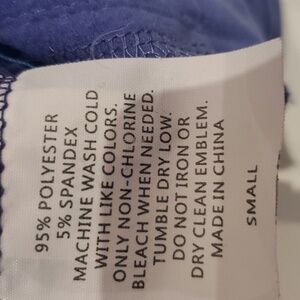 95% POLYESTER
5% SPANDEX
MACHINE WASH COLD
WITH LIKE COLORS.
ONLY NON-CHLORINE
BLEACH WHEN NEEDED.
TUMBLE DRY LOW.
DO NOT IRON OR
DRY CLEAN EMBLEM.
MADE IN CHINA
SMALL